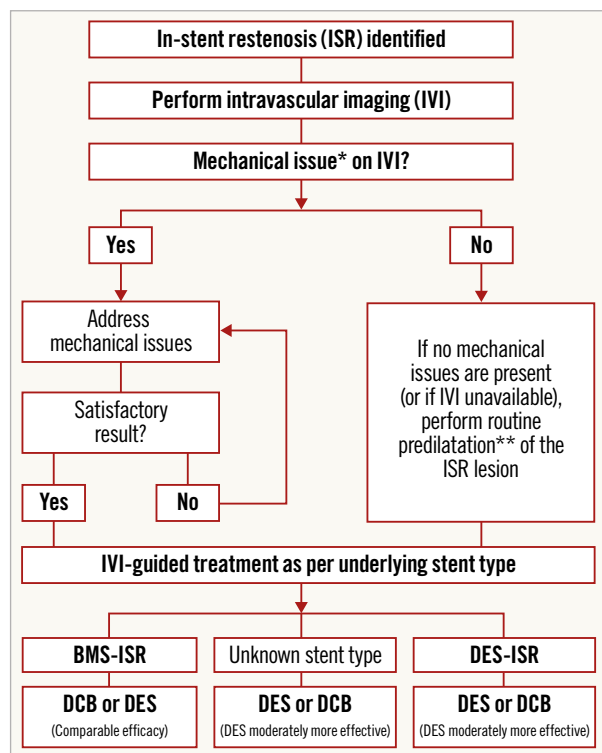 In-stent restenosis (ISR) identified
Perform intravascular imaging (IVI)
Mechanical issue* on IVI?
Yes
No
Address
mechanical issues
Satisfactory
result?
Yes
No
If no mechanical
issues are present
(or if IVI unavailable),
perform routine
predilatation** of the
ISR lesion
IVI-guided treatment as per underlying stent type
BMS-ISR
Unknown stent type
DES-ISR
DCB or DES
(Comparable efficacy)
DES or DCB
(DES moderately more effective)
DES or DCB
(DES moderately more effective)